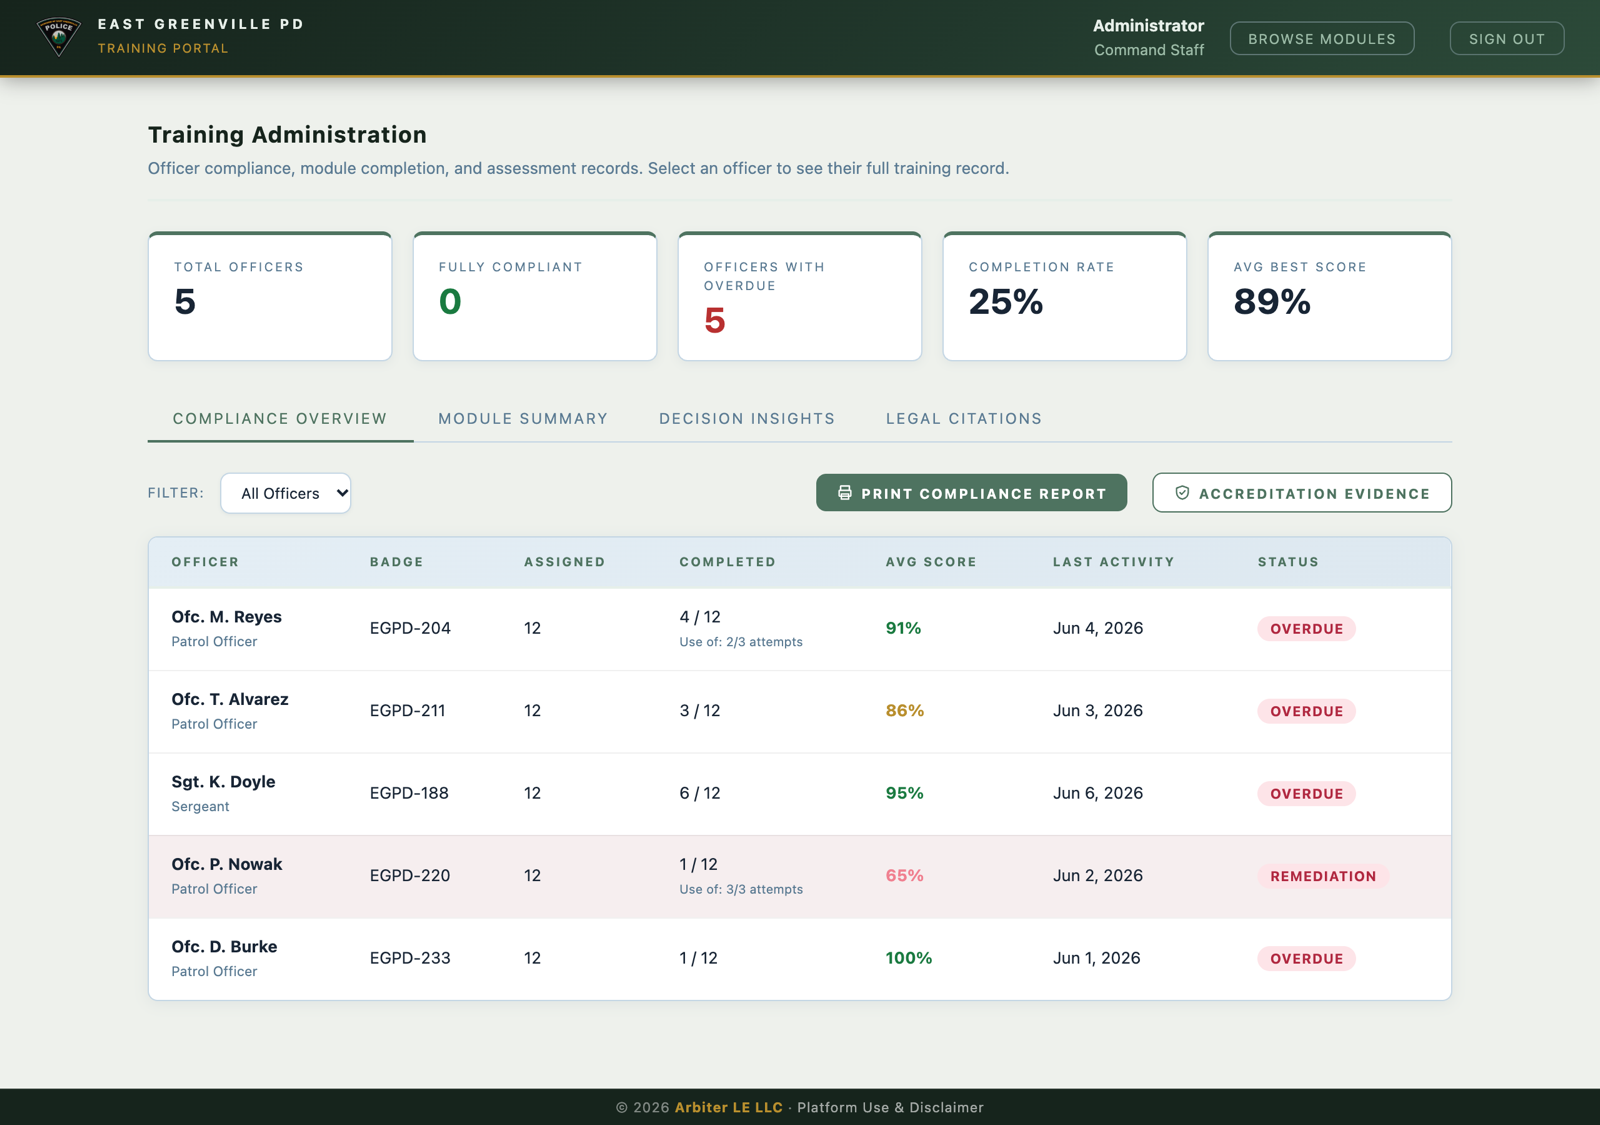 POLICE
EAST GREENVILLE PD
TRAINING PORTAL
Administrator
Command Staff
BROWSE MODULES
SIGN OUT
Training Administration
Officer compliance, module completion, and assessment records. Select an officer to see their full training record.
TOTAL OFFICERS
5
FULLY COMPLIANT
0
OFFICERS WITH
OVERDUE
5
COMPLETION RATE
25%
AVG BEST SCORE
89%
COMPLIANCE OVERVIEW
MODULE SUMMARY
DECISION INSIGHTS
LEGAL CITATIONS
FILTER:
All Officers
PRINT COMPLIANCE REPORT
ACCREDITATION EVIDENCE
OFFICER BADGE ASSIGNED COMPLETED AVG SCORE LAST ACTIVITY STATUS
Ofc. M. Reyes
Patrol Officer
EGPD-204
12
4 / 12
Use of: 2/3 attempts
91%
Jun 4, 2026
OVERDUE
Ofc. T. Alvarez
Patrol Officer
EGPD-211
12
3 / 12
86%
Jun 3, 2026
OVERDUE
Sgt. K. Doyle
Sergeant
EGPD-188
12
6 / 12
95%
Jun 6, 2026
OVERDUE
Ofc. P. Nowak
Patrol Officer
EGPD-220
12
1 / 12
Use of: 3/3 attempts
65%
Jun 2, 2026
REMEDIATION
Ofc. D. Burke
Patrol Officer
EGPD-233
12
1 / 12
100%
Jun 1, 2026
OVERDUE
© 2026 Arbiter LE LLC · Platform Use & Disclaimer